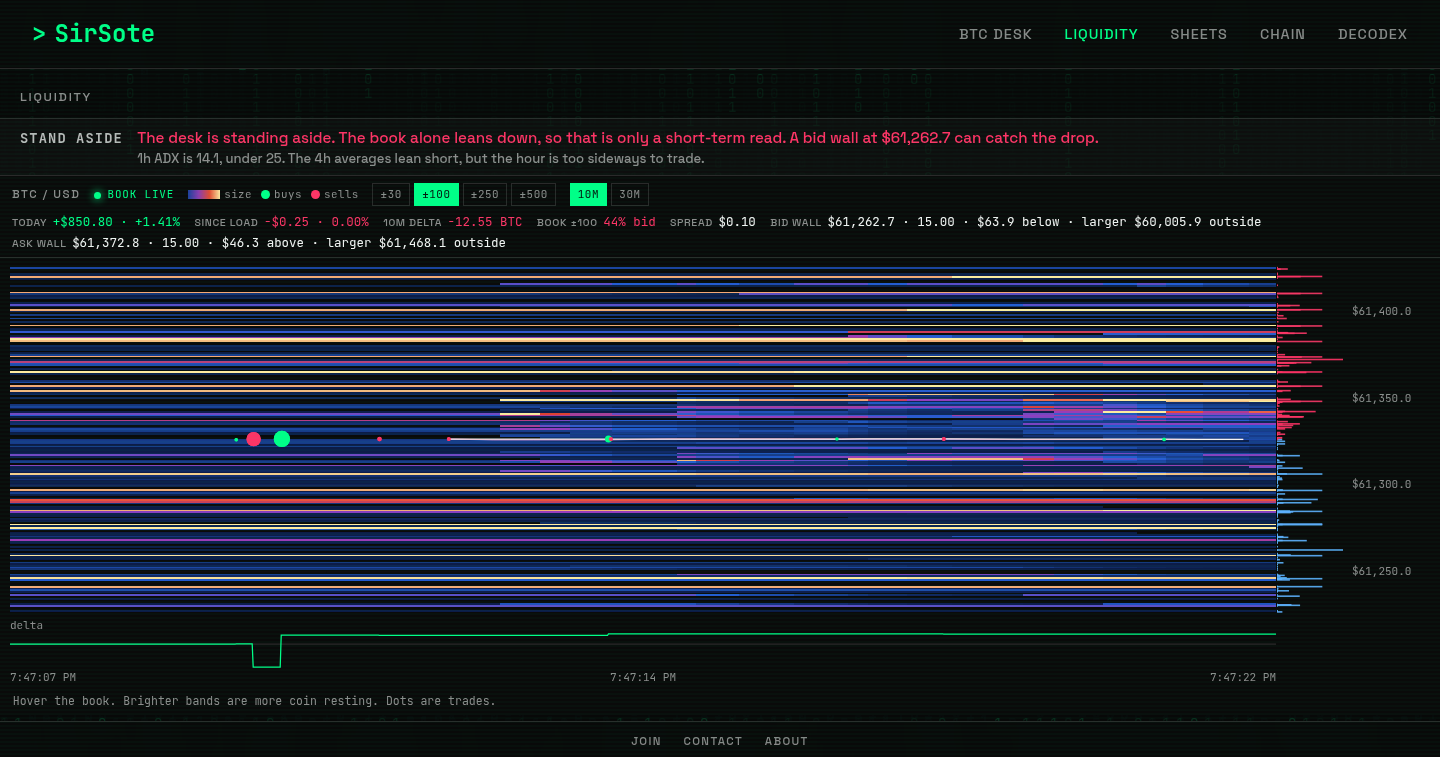 > SirSote
BTC DESK LIQUIDITY SHEETS CHAIN DECODEX
LIQUIDITY
STAND ASIDE The desk is standing aside. The book alone leans down, so that is only a short-term read. A bid wall at $61,262.7 can catch the drop.
1h ADX is 14.1, under 25. The 4h averages lean short, but the hour is too sideways to trade.
BTC / USD BOOK LIVE size buys sells ±30 ±100 ±250 ±500 10M 30M
TODAY +$850.80 · +1.41% SINCE LOAD -$0.25 · 0.00% 10M DELTA -12.55 BTC BOOK ±100 44% bid SPREAD $0.10 BID WALL $61,262.7 · 15.00 · $63.9 below · larger $60,005.9 outside
ASK WALL $61,372.8 · 15.00 · $46.3 above · larger $61,468.1 outside
$61,400.0
$61,350.0
$61,300.0
$61,250.0
delta
7:47:07 PM 7:47:14 PM 7:47:22 PM
Hover the book. Brighter bands are more coin resting. Dots are trades.
JOIN CONTACT ABOUT